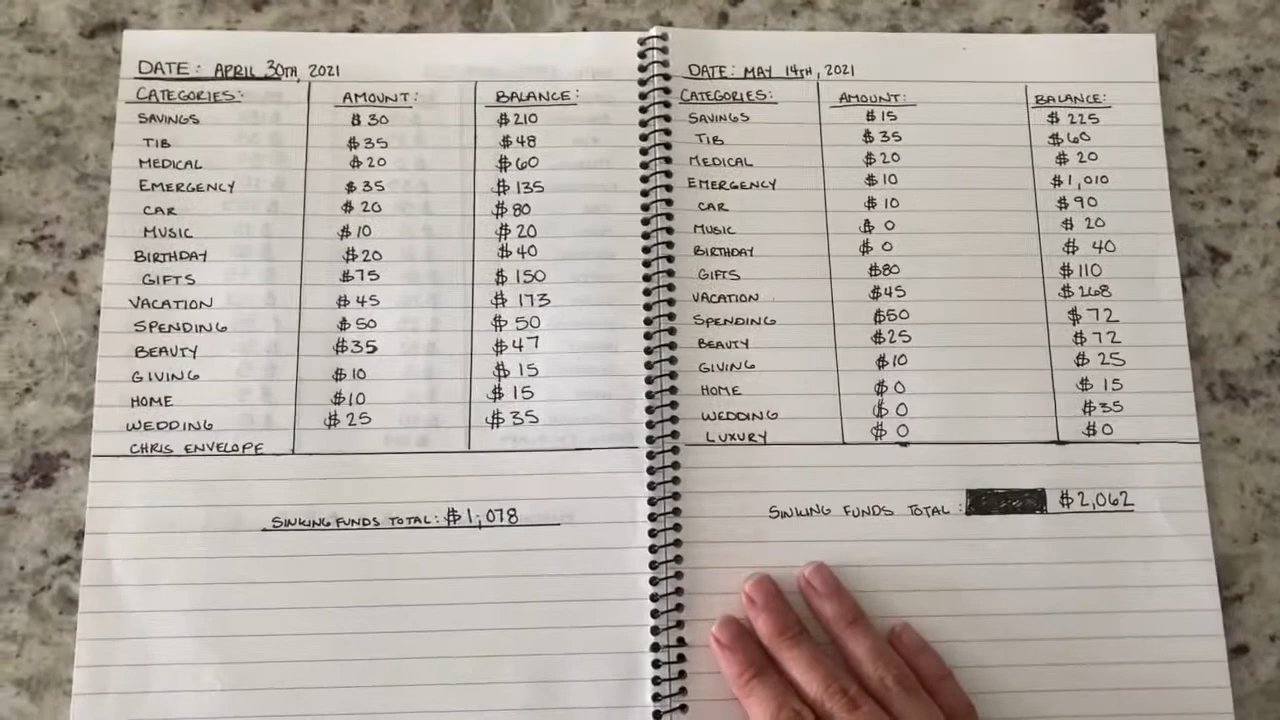 DATE: APRIL 30TH, 2021
CATEGORIES: AMOUNT: BALANCE:
SAVINGS $30 $210
TIB $35 $48
MEDICAL $20 $60
EMERGENCY $35 $135
CAR $20 $80
MUSIC $10 $20
BIRTHDAY $20 $40
GIFTS $75 $150
VACATION $45 $173
SPENDING $50 $50
BEAUTY $35 $47
GIVING $10 $15
HOME $10 $15
WEDDING $25 $35
CHRIS ENVELOPE
SINKING FUNDS TOTAL: $1,078
DATE: MAY 14TH, 2021
CATEGORIES: AMOUNT: BALANCE:
SAVINGS $15 $225
TIB $35 $60
MEDICAL $20 $20
EMERGENCY $10 $1,010
CAR $10 $90
MUSIC $0 $20
BIRTHDAY $0 $40
GIFTS $80 $110
VACATION $45 $268
SPENDING $50 $72
BEAUTY $25 $72
GIVING $10 $25
HOME $0 $15
WEDDING $0 $35
LUXURY $0 $0
SINKING FUNDS TOTAL: $2,062